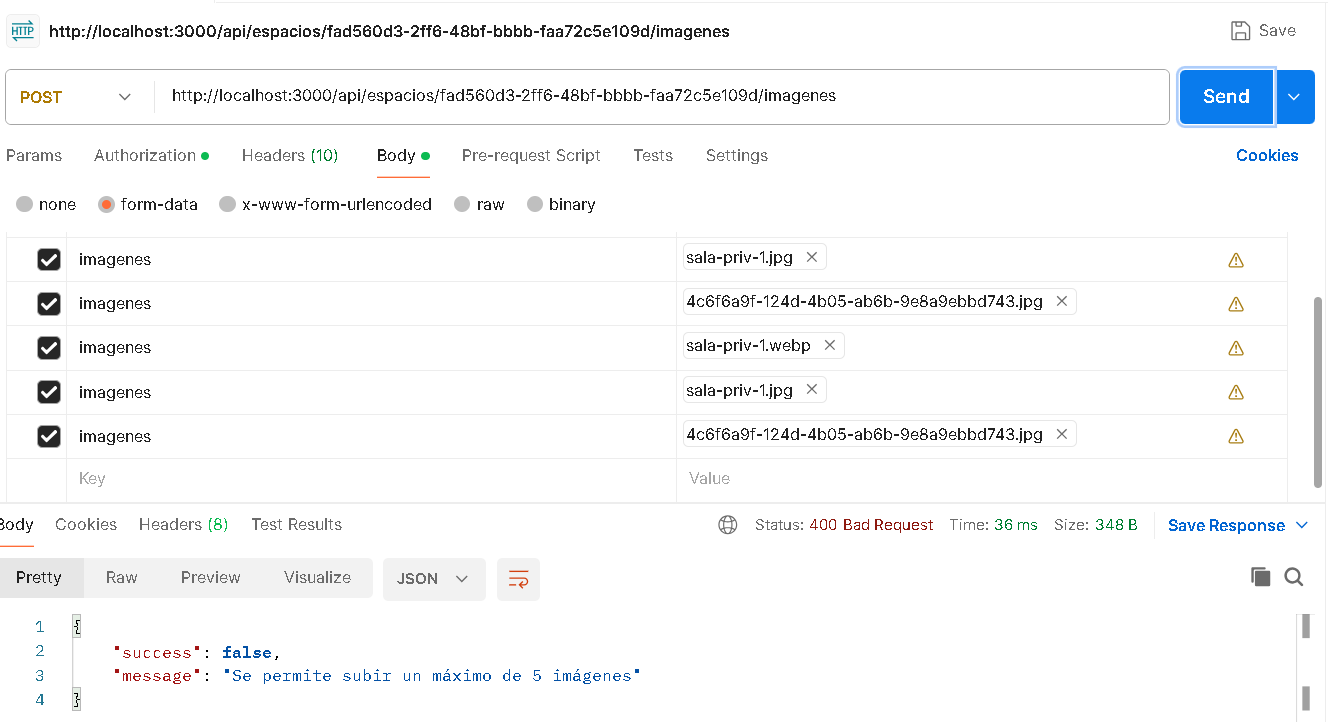 HTTP http://localhost:3000/api/espacios/fad560d3-2ff6-48bf-bbbb-faa72c5e109d/imagenes Save
POST http://localhost:3000/api/espacios/fad560d3-2ff6-48bf-bbbb-faa72c5e109d/imagenes Send
Params Authorization Headers (10) Body Pre-request Script Tests Settings Cookies
none form-data x-www-form-urlencoded raw binary
imagenes sala-priv-1.jpg
imagenes 4c6f6a9f-124d-4b05-ab6b-9e8a9ebbd743.jpg
imagenes sala-priv-1.webp
imagenes sala-priv-1.jpg
imagenes 4c6f6a9f-124d-4b05-ab6b-9e8a9ebbd743.jpg
Key Value
Body Cookies Headers (8) Test Results Status: 400 Bad Request Time: 36 ms Size: 348 B Save Response
Pretty Raw Preview Visualize JSON
1 {
2 "success": false,
3 "message": "Se permite subir un máximo de 5 imágenes"
4 }